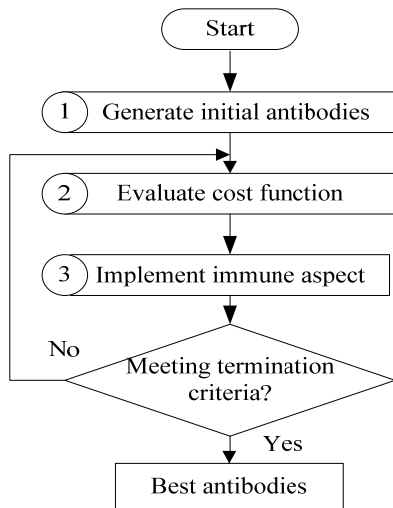 Start
1 Generate initial antibodies
2 Evaluate cost function
3 Implement immune aspect
No
Meeting termination
criteria?
Yes
Best antibodies